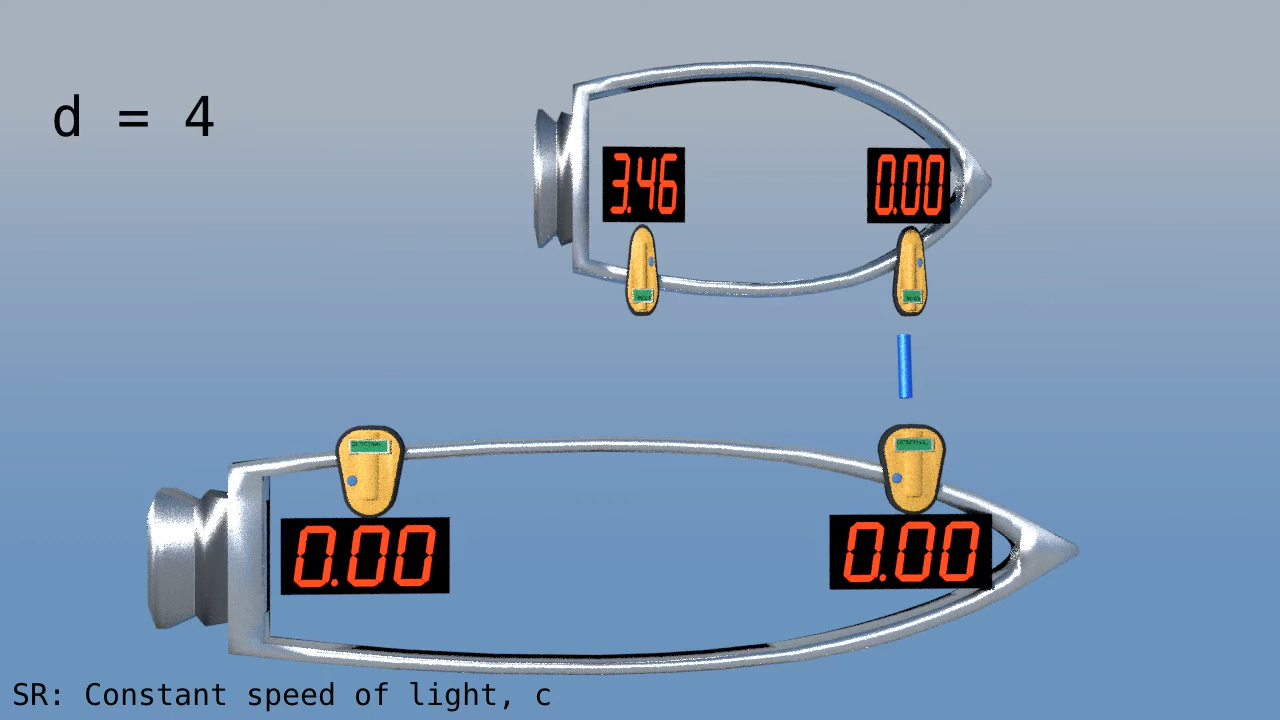 d = 4
3.46
0.00
0.00
0.00
SR: Constant speed of light, c